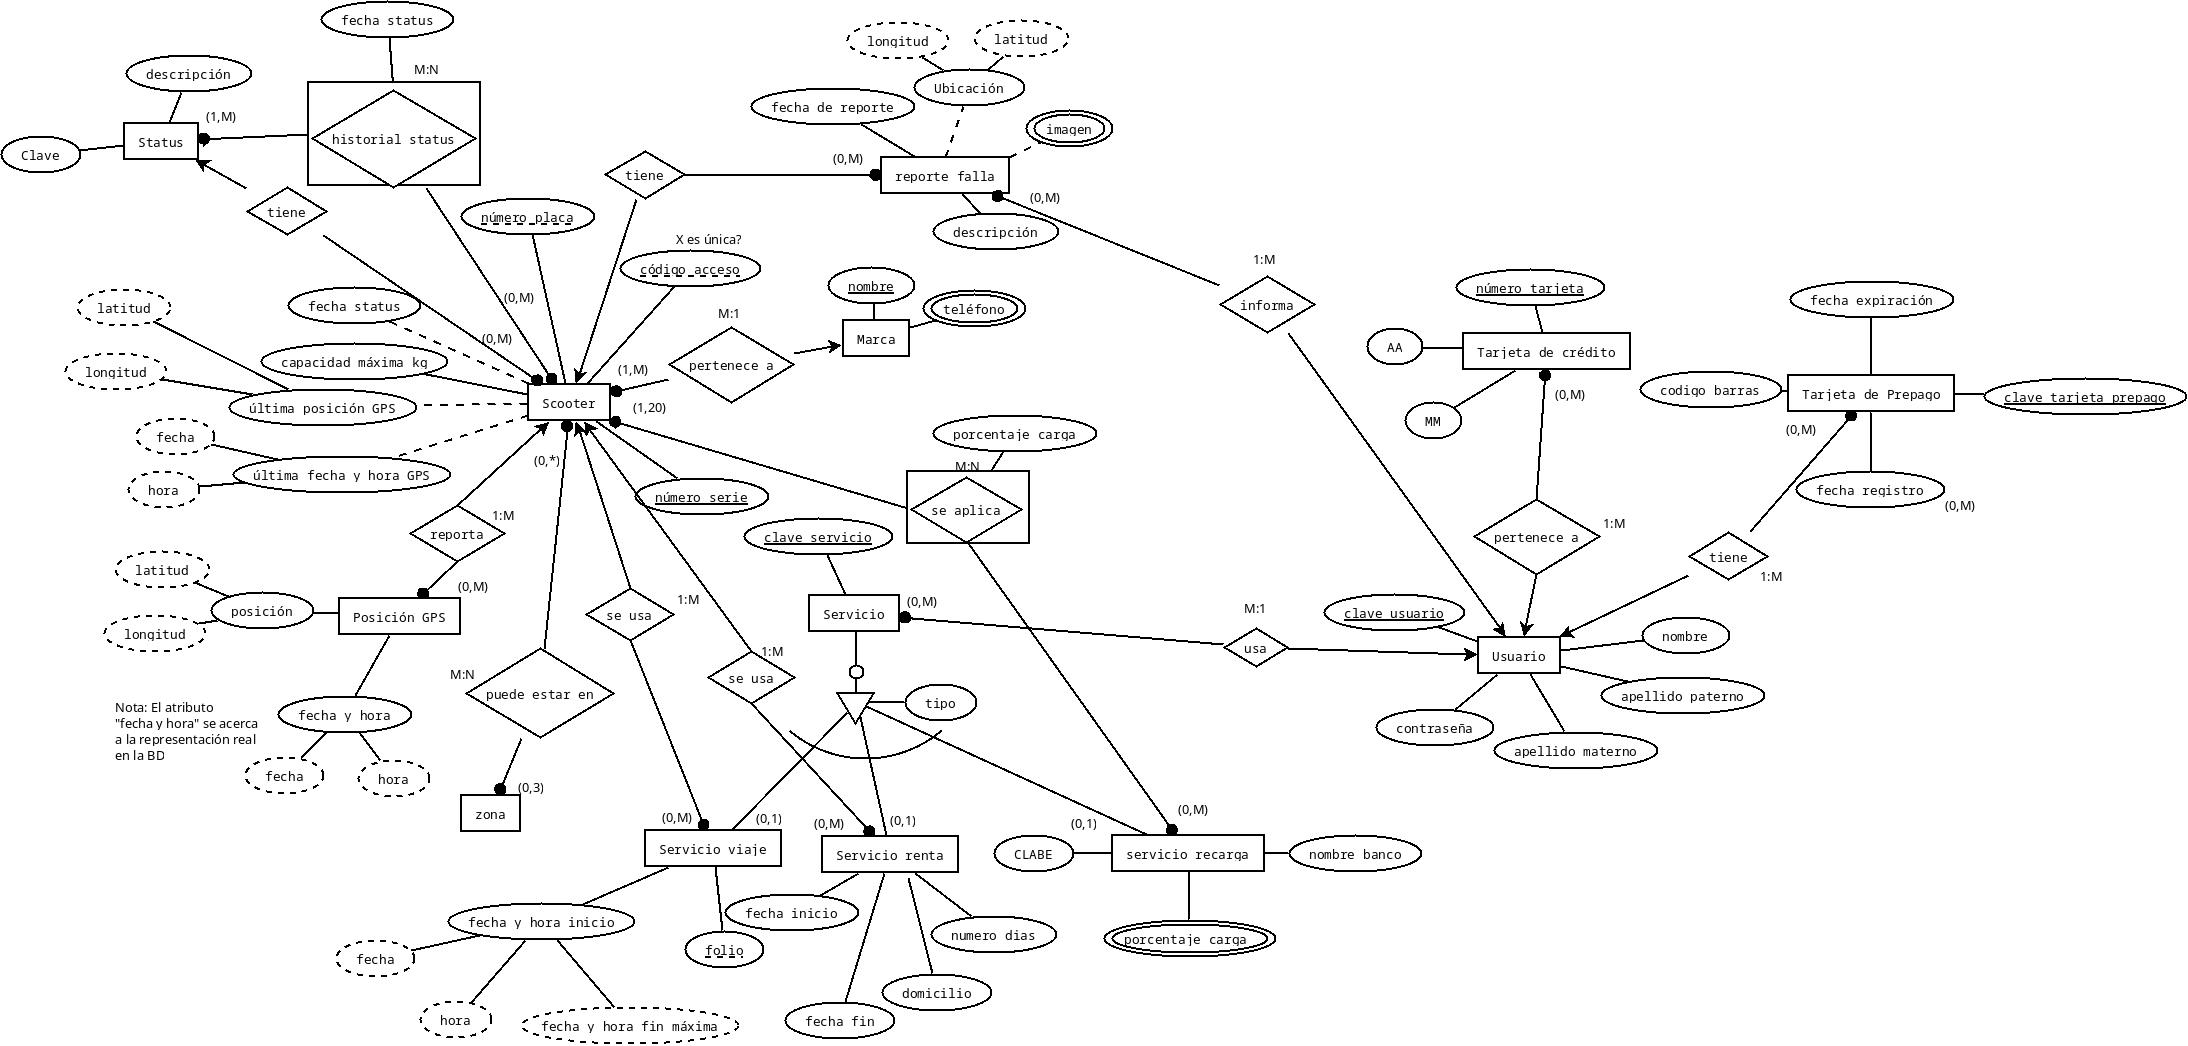 fecha status
longitud
latitud
descripción
M:N
Ubicación
fecha de reporte
(1,M)
imagen
historial status
Status
Clave
(0,M)
tiene
reporte falla
(0,M)
tiene
número placa
descripción
X es única?
código acceso
1:M
nombre
número tarjeta
fecha expiración
latitud
fecha status
(0,M)
informa
teléfono
M:1
(0,M)
Marca
AA
Tarjeta de crédito
capacidad máxima kg
pertenece a
longitud
(1,M)
codigo barras
Tarjeta de Prepago
clave tarjeta prepago
(0,M)
última posición GPS
Scooter
(1,20)
MM
(0,M)
fecha
porcentaje carga
(0,*)
M:N
última fecha y hora GPS
hora
número serie
fecha registro
(0,M)
se aplica
1:M
1:M
reporta
clave servicio
pertenece a
tiene
1:M
latitud
(0,M)
1:M
(0,M)
M:1
posición
Posición GPS
se usa
Servicio
clave usuario
longitud
nombre
usa
1:M
Usuario
M:N
se usa
puede estar en
apellido paterno
tipo
Nota: El atributo
"fecha y hora" se acerca
a la representación real
en la BD
fecha y hora
contraseña
apellido materno
fecha
hora
(0,3)
zona
(0,M)
(0,1)
(0,M)
(0,1)
(0,1)
(0,M)
Servicio viaje
Servicio renta
CLABE
servicio recarga
nombre banco
fecha inicio
fecha y hora inicio
numero dias
porcentaje carga
folio
fecha
domicilio
hora
fecha y hora fin máxima
fecha fin